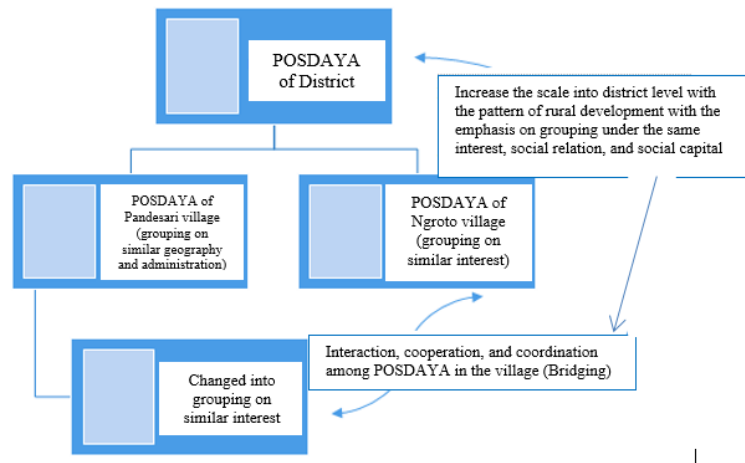 POSDAYA
of District
Increase the scale into district level with
the pattern of rural development with the
emphasis on grouping under the same
interest, social relation, and social capital
POSDAYA of
Pandesari village
(grouping on
similar geography
and administration)
POSDAYA of
Ngroto village
(grouping on
similar interest)
Interaction, cooperation, and coordination
among POSDAYA in the village (Bridging)
Changed into
grouping on
similar interest